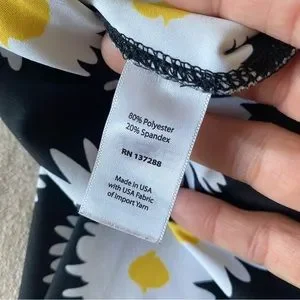 80% Polyester
20% Spandex
RN 137288
Made in USA
with USA Fabric
of Import Yarn